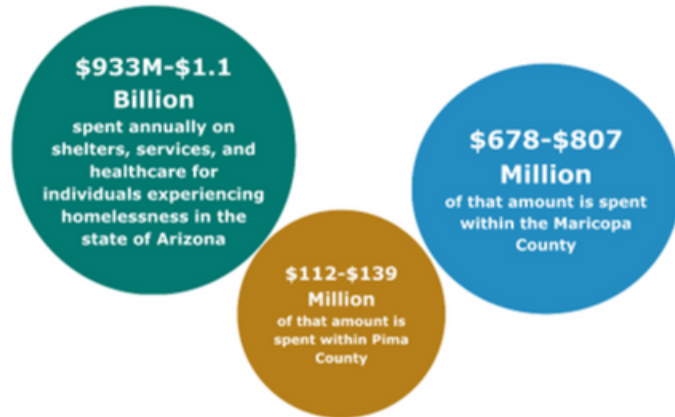 $933M-$1.1
Billion
spent annually on
shelters, services, and
healthcare for
individuals experiencing
homelessness in the
state of Arizona
$678-$807
Million
of that amount is spent
within the Maricopa
County
$112-$139
Million
of that amount is
spent within Pima
County